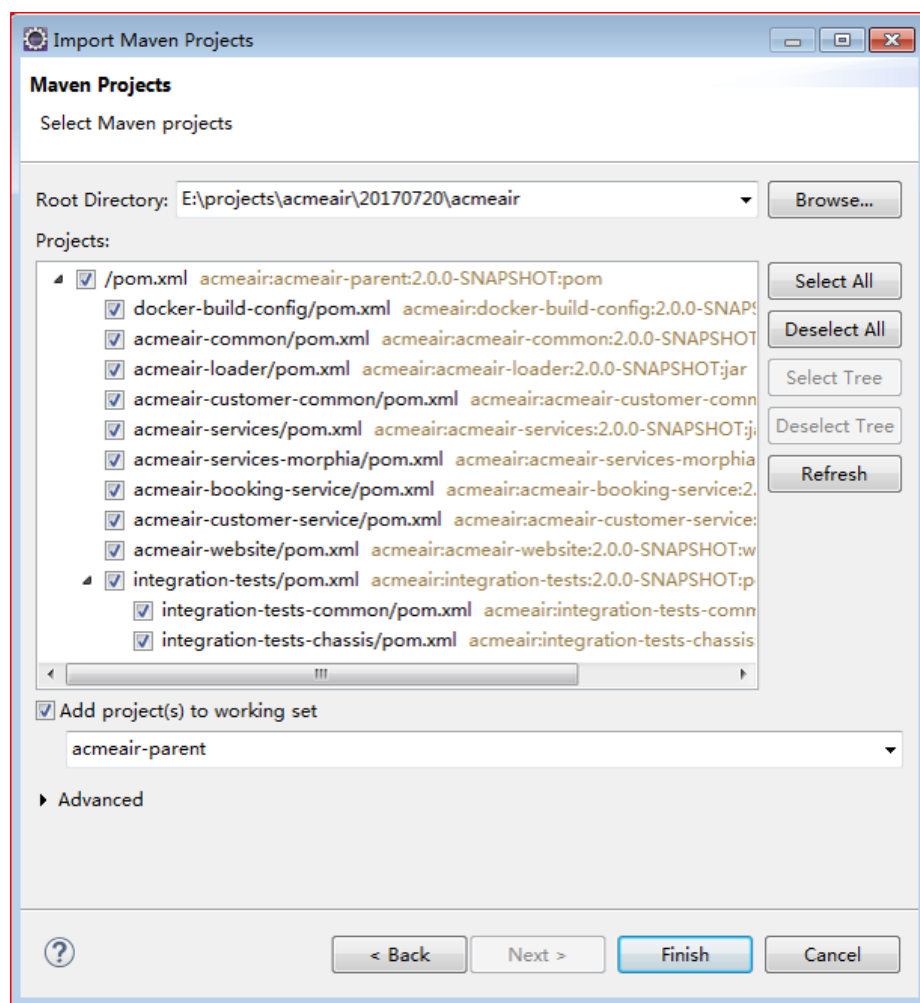 Import Maven Projects
Maven Projects
Select Maven projects
Root Directory: E:\projects\acmeair\20170720\acmeair Browse...
Projects:
/pom.xml acmeair:acmeair-parent:2.0.0-SNAPSHOT:pom Select All
docker-build-config/pom.xml acmeair:docker-build-config:2.0.0-SNAPS
acmeair-common/pom.xml acmeair:acmeair-common:2.0.0-SNAPSHOT Deselect All
acmeair-loader/pom.xml acmeair:acmeair-loader:2.0.0-SNAPSHOT:jar Select Tree
acmeair-customer-common/pom.xml acmeair:acmeair-customer-comm
acmeair-services/pom.xml acmeair:acmeair-services:2.0.0-SNAPSHOT:j Deselect Tree
acmeair-services-morphia/pom.xml acmeair:acmeair-services-morphia Refresh
acmeair-booking-service/pom.xml acmeair:acmeair-booking-service:2.
acmeair-customer-service/pom.xml acmeair:acmeair-customer-service:
acmeair-website/pom.xml acmeair:acmeair-website:2.0.0-SNAPSHOT:w
integration-tests/pom.xml acmeair:integration-tests:2.0.0-SNAPSHOT:p
integration-tests-common/pom.xml acmeair:integration-tests-comm
integration-tests-chassis/pom.xml acmeair:integration-tests-chassis
Add project(s) to working set
acmeair-parent
Advanced
? < Back Next > Finish Cancel